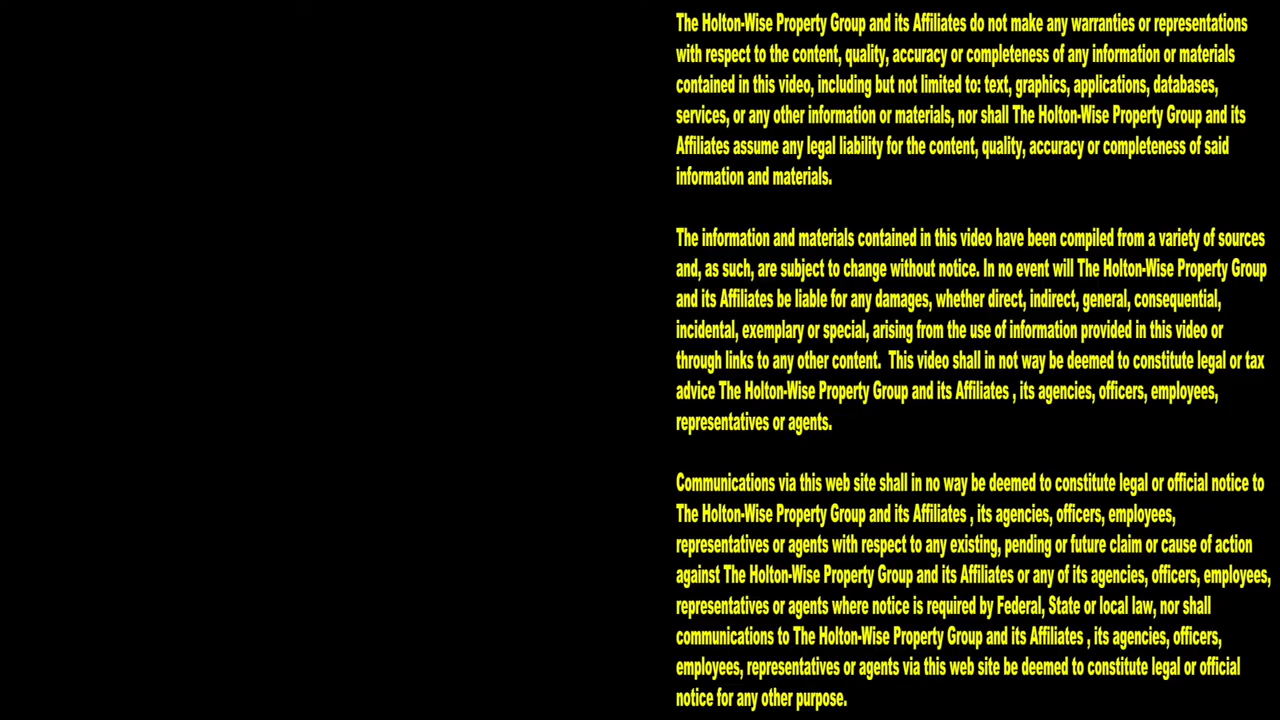 The Holton-Wise Property Group and its Affiliates do not make any warranties or representations
with respect to the content, quality, accuracy or completeness of any information or materials
contained in this video, including but not limited to: text, graphics, applications, databases,
services, or any other information or materials, nor shall The Holton-Wise Property Group and its
Affiliates assume any legal liability for the content, quality, accuracy or completeness of said
information and materials.
The information and materials contained in this video have been compiled from a variety of sources
and, as such, are subject to change without notice. In no event will The Holton-Wise Property Group
and its Affiliates be liable for any damages, whether direct, indirect, general, consequential,
incidental, exemplary or special, arising from the use of information provided in this video or
through links to any other content.  This video shall in not way be deemed to constitute legal or tax
advice The Holton-Wise Property Group and its Affiliates , its agencies, officers, employees,
representatives or agents.
Communications via this web site shall in no way be deemed to constitute legal or official notice to
The Holton-Wise Property Group and its Affiliates , its agencies, officers, employees,
representatives or agents with respect to any existing, pending or future claim or cause of action
against The Holton-Wise Property Group and its Affiliates or any of its agencies, officers, employees,
representatives or agents where notice is required by Federal, State or local law, nor shall
communications to The Holton-Wise Property Group and its Affiliates , its agencies, officers,
employees, representatives or agents via this web site be deemed to constitute legal or official
notice for any other purpose.